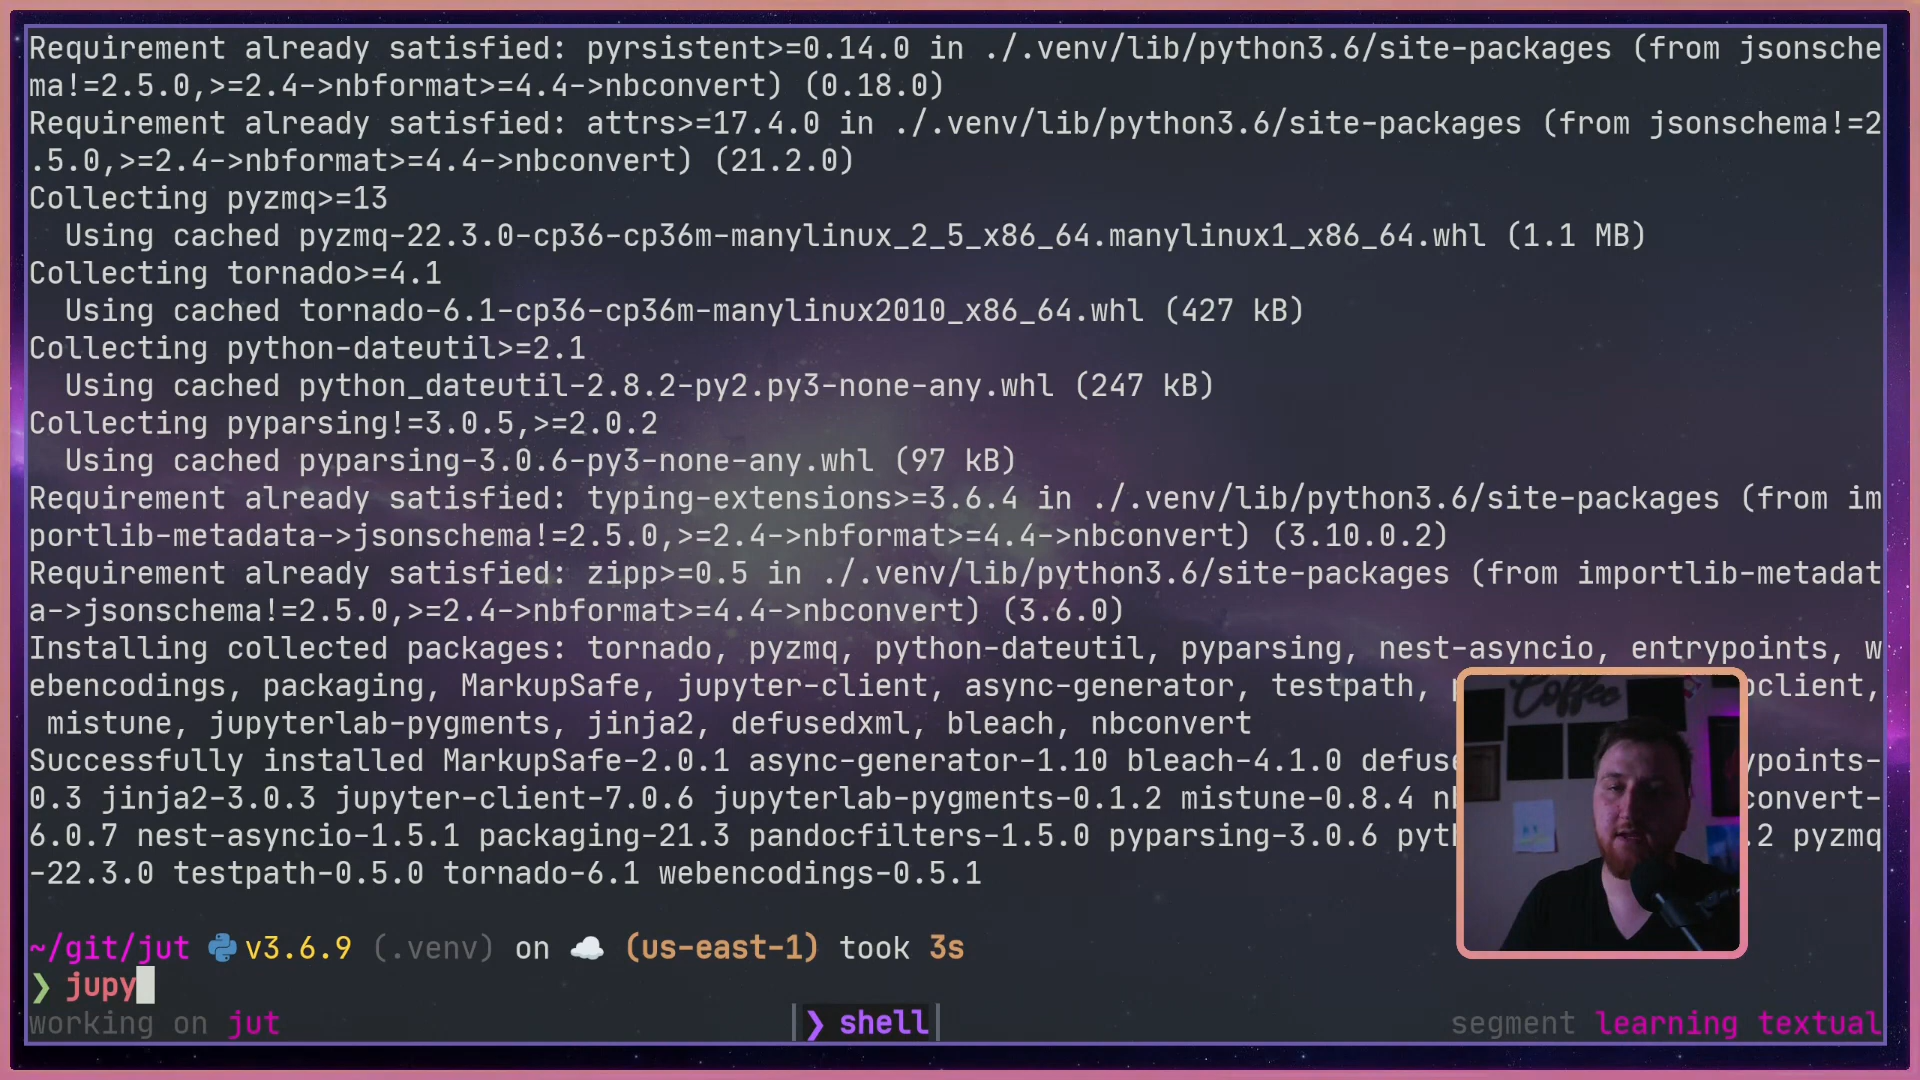 Requirement already satisfied: pyrsistent>=0.14.0 in ./.venv/lib/python3.6/site-packages (from jsonsche
ma!=2.5.0,>=2.4->nbformat>=4.4->nbconvert) (0.18.0)
Requirement already satisfied: attrs>=17.4.0 in ./.venv/lib/python3.6/site-packages (from jsonschema!=2
.5.0,>=2.4->nbformat>=4.4->nbconvert) (21.2.0)
Collecting pyzmq>=13
Using cached pyzmq-22.3.0-cp36-cp36m-manylinux_2_5_x86_64.manylinux1_x86_64.whl (1.1 MB)
Collecting tornado>=4.1
Using cached tornado-6.1-cp36-cp36m-manylinux2010_x86_64.whl (427 kB)
Collecting python-dateutil>=2.1
Using cached python_dateutil-2.8.2-py2.py3-none-any.whl (247 kB)
Collecting pyparsing!=3.0.5,>=2.0.2
Using cached pyparsing-3.0.6-py3-none-any.whl (97 kB)
Requirement already satisfied: typing-extensions>=3.6.4 in ./.venv/lib/python3.6/site-packages (from im
portlib-metadata->jsonschema!=2.5.0,>=2.4->nbformat>=4.4->nbconvert) (3.10.0.2)
Requirement already satisfied: zipp>=0.5 in ./.venv/lib/python3.6/site-packages (from importlib-metadat
a->jsonschema!=2.5.0,>=2.4->nbformat>=4.4->nbconvert) (3.6.0)
Installing collected packages: tornado, pyzmq, python-dateutil, pyparsing, nest-asyncio, entrypoints, w
ebencodings, packaging, MarkupSafe, jupyter-client, async-generator, testpath, client,
mistune, jupyterlab-pygments, jinja2, defusedxml, bleach, nbconvert
Successfully installed MarkupSafe-2.0.1 async-generator-1.10 bleach-4.1.0 defuse ypoints-
0.3 jinja2-3.0.3 jupyter-client-7.0.6 jupyterlab-pygments-0.1.2 mistune-0.8.4 convert-
6.0.7 nest-asyncio-1.5.1 packaging-21.3 pandocfilters-1.5.0 pyparsing-3.0.6 pyt .2 pyzmq
-22.3.0 testpath-0.5.0 tornado-6.1 webencodings-0.5.1
Coffee
~/git/jut v3.6.9 (.venv) on (us-east-1) took 3s
❯ jupy
working on jut ❯ shell segment learning textual